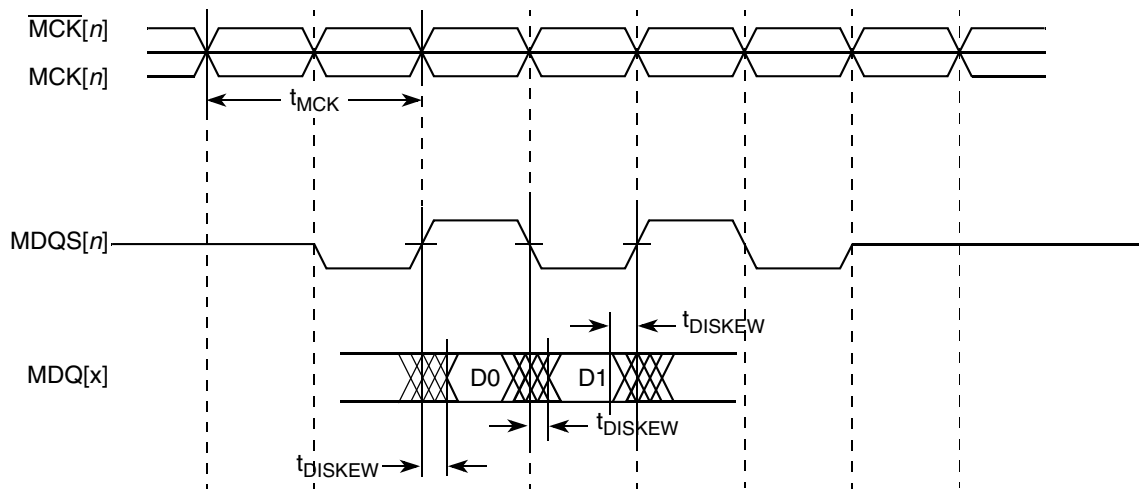 MCK[n]
MCK[n]
tMCK
MDQS[n]
tDISKEW
MDQ[x]
D0
D1
tDISKEW
tDISKEW